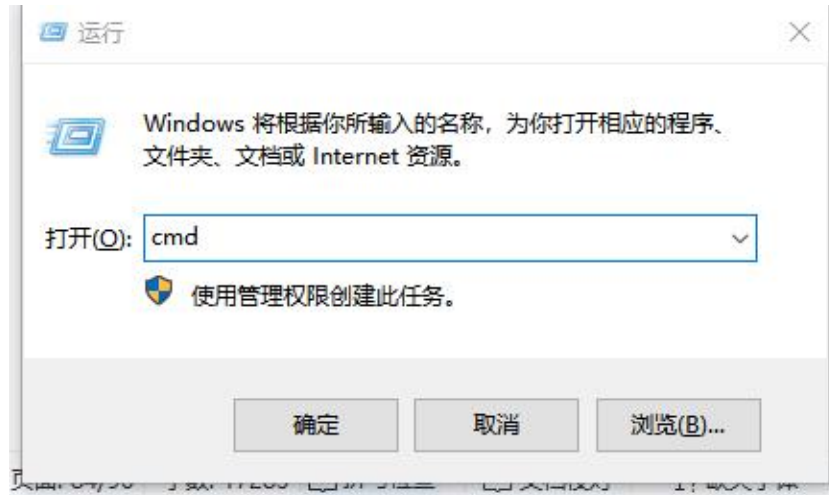 运行
Windows 将根据你所输入的名称，为你打开相应的程序、
文件夹、文档或 Internet 资源。
打开(O): cmd
使用管理权限创建此任务。
确定 取消 浏览(B)...